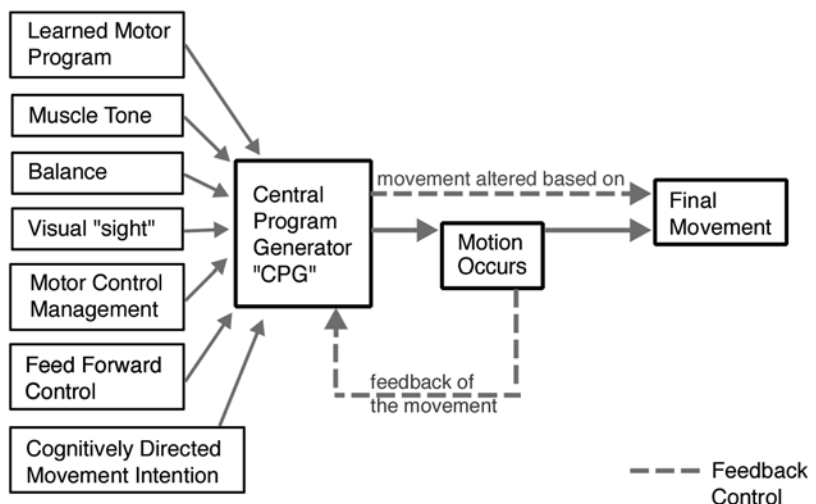 Learned Motor
Program
Muscle Tone
Balance
Visual "sight"
Motor Control
Management
Feed Forward
Control
Cognitively Directed
Movement Intention
Central
Program
Generator
"CPG"
movement altered based on
Motion
Occurs
Final
Movement
feedback of
the movement
Feedback
Control